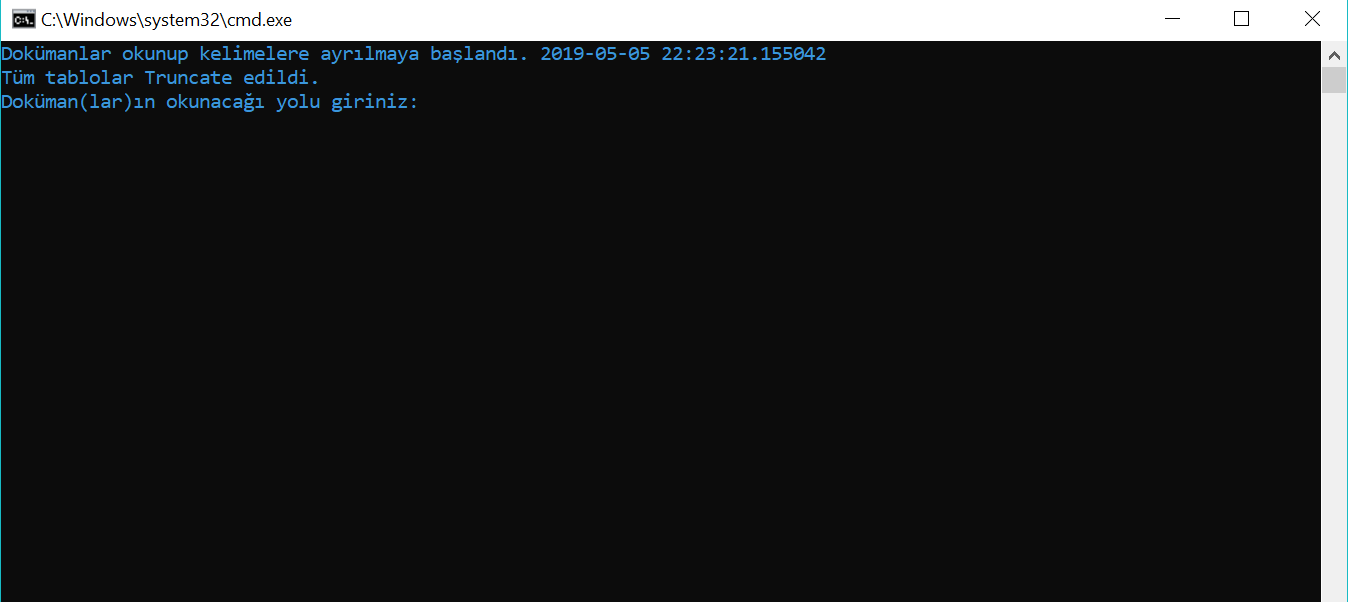 C:\Windows\system32\cmd.exe
Dokümanlar okunup kelimelere ayrılmaya başlandı. 2019-05-05 22:23:21.155042
Tüm tablolar Truncate edildi.
Doküman(lar)ın okunacağı yolu giriniz: